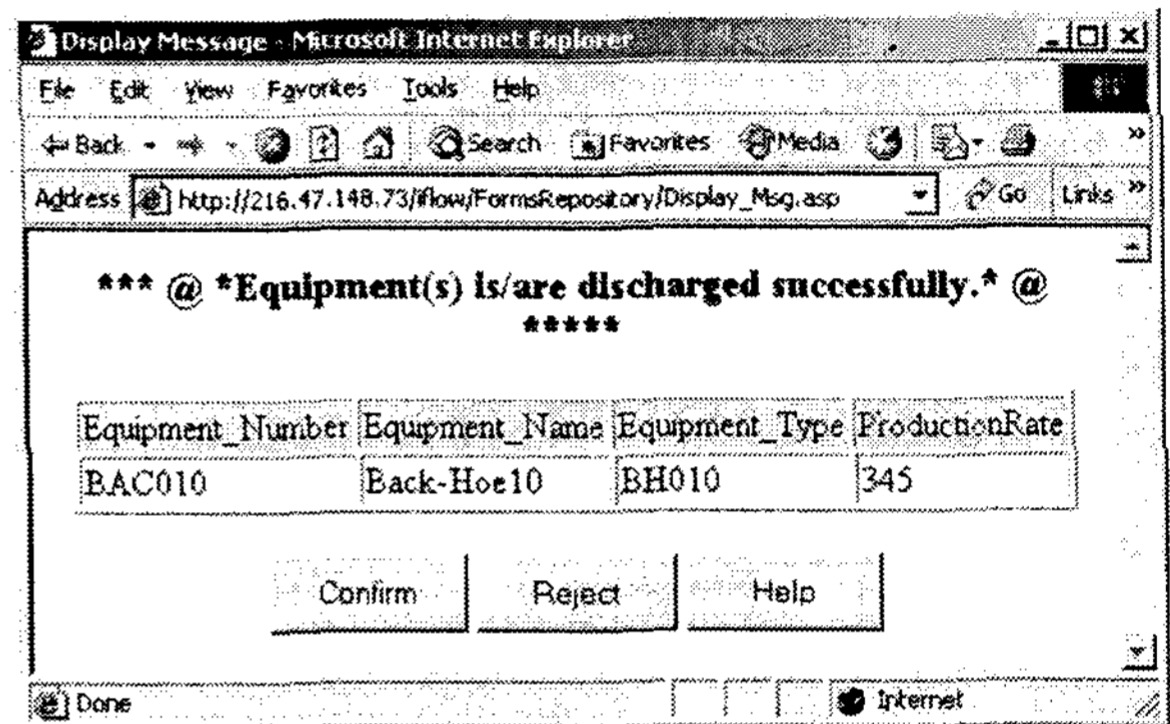 Display Message - Microsoft Internet Explorer
File Edit View Favorites Tools Help
Back Search Favorites Media »
Address http://216.47.148.73/iflow/FormsRepository/Display_Msg.asp Go Links »
*** @ *Equipment(s) is/are discharged successfully.* @
*****
Equipment_Number Equipment_Name Equipment_Type ProductionRate
BAC010 Back-Hoe10 BH010 345
Confirm Reject Help
Done Internet